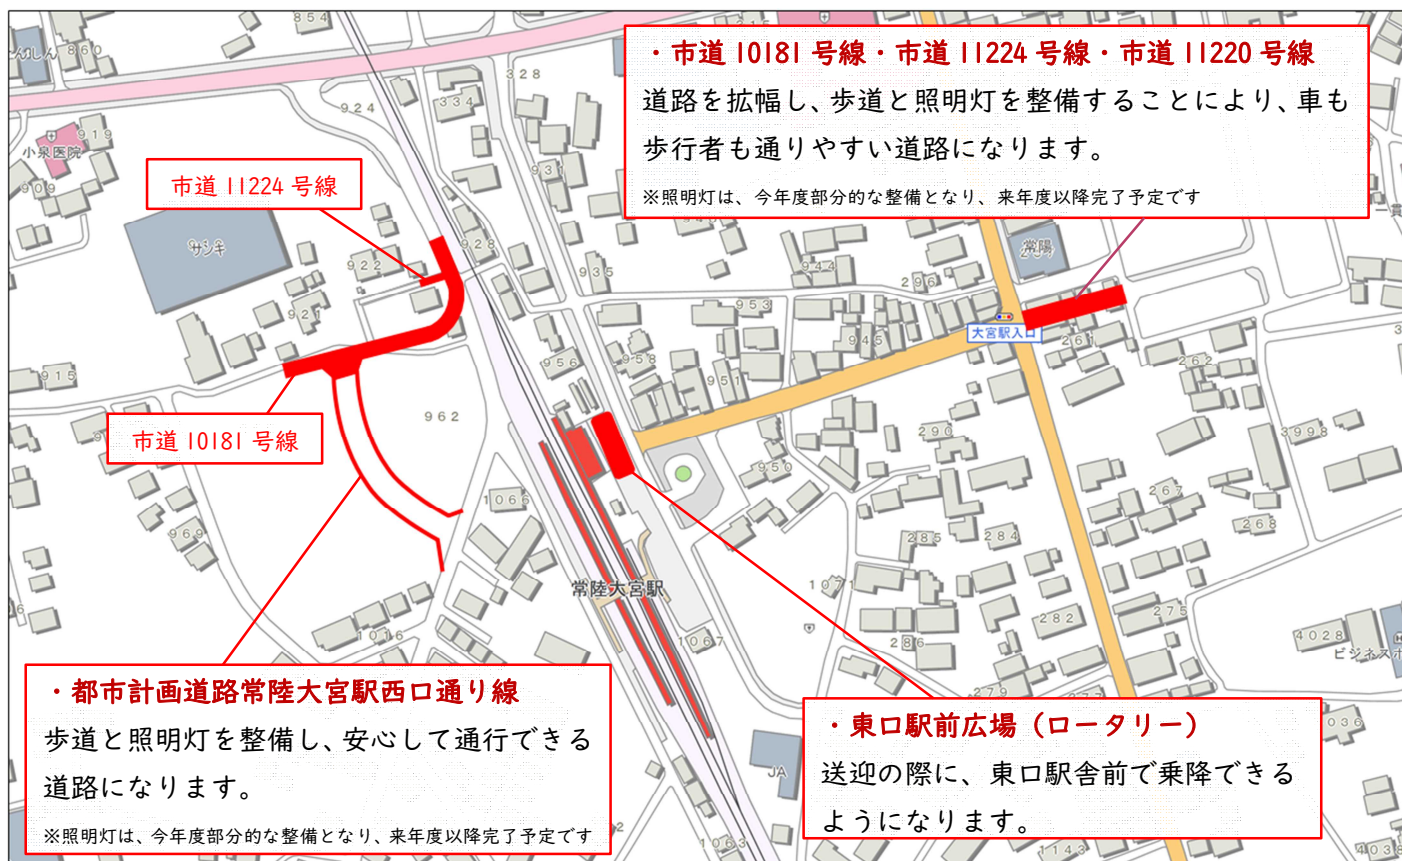 ・市道10181号線・市道11224号線・市道11220号線
道路を拡幅し、歩道と照明灯を整備することにより、車も
歩行者も通りやすい道路になります。
※照明灯は、今年度部分的な整備となり、来年度以降完了予定です
854
860
924
334
328
919
小泉医院
909
931
市道11224号線
サンキ
928
922
935
944
296
常陽
一貫
921
953
大宮駅入口
945
261
262
956
958
951
915
962
市道10181号線
290
3998
950
1066
267
268
969
285
284
1071
常陸大宮駅
282
275
1016
1067
286
4028
ビジネスホ
279
277
・都市計画道路常陸大宮駅西口通り線
歩道と照明灯を整備し、安心して通行できる
道路になります。
※照明灯は、今年度部分的な整備となり、来年度以降完了予定です
・東口駅前広場（ロータリー）
送迎の際に、東口駅舎前で乗降できる
ようになります。
036
JA
1063
1143
4038